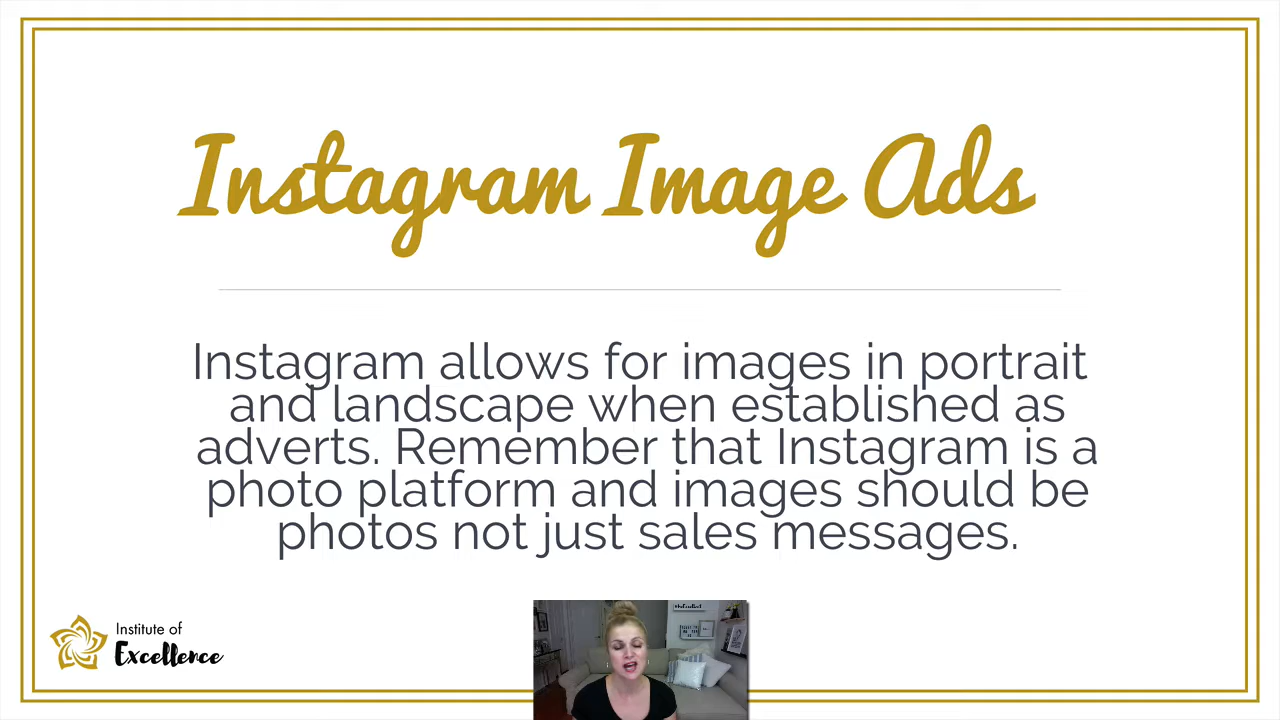 Instagram Image Ads
Instagram allows for images in portrait
and landscape when established as
adverts. Remember that Instagram is a
photo platform and images should be
photos not just sales messages.
Institute of
Excellence